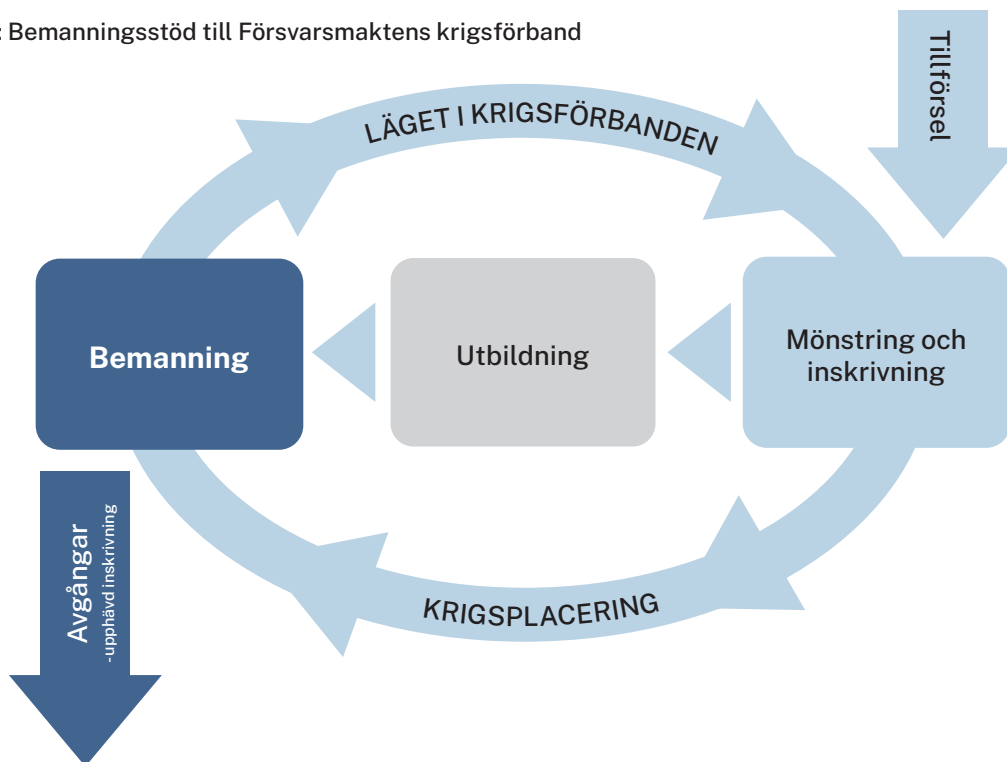 : Bemanningsstöd till Försvarsmaktens krigsförband
Tillförsel
LÄGET I KRIGSFÖRBANDEN
Bemanning
Utbildning
Mönstring och
inskrivning
KRIGSPLACERING
Avgångar
-upphävd inskrivning